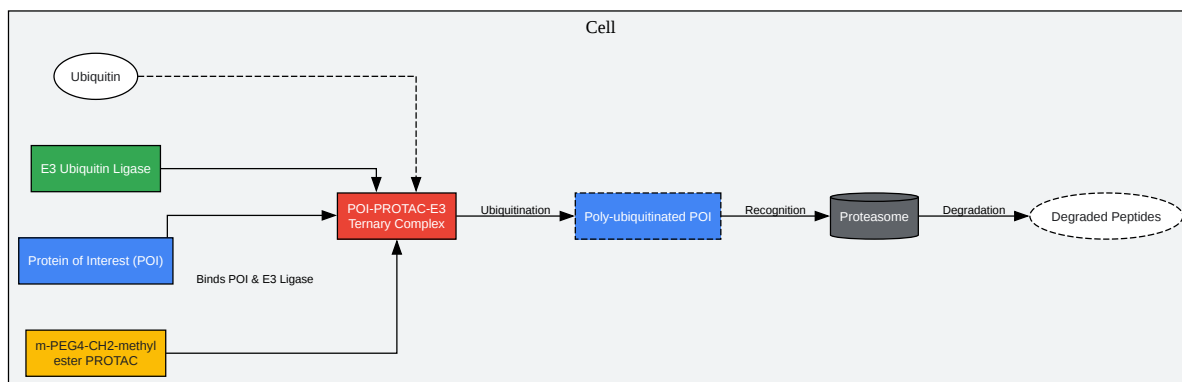 Cell
Ubiquitin
E3 Ubiquitin Ligase
Protein of Interest (POI)
Binds POI & E3 Ligase
m-PEG4-CH2-methyl
ester PROTAC
POI-PROTAC-E3
Ternary Complex
Ubiquitination
Poly-ubiquitinated POI
Recognition
Proteasome
Degradation
Degraded Peptides